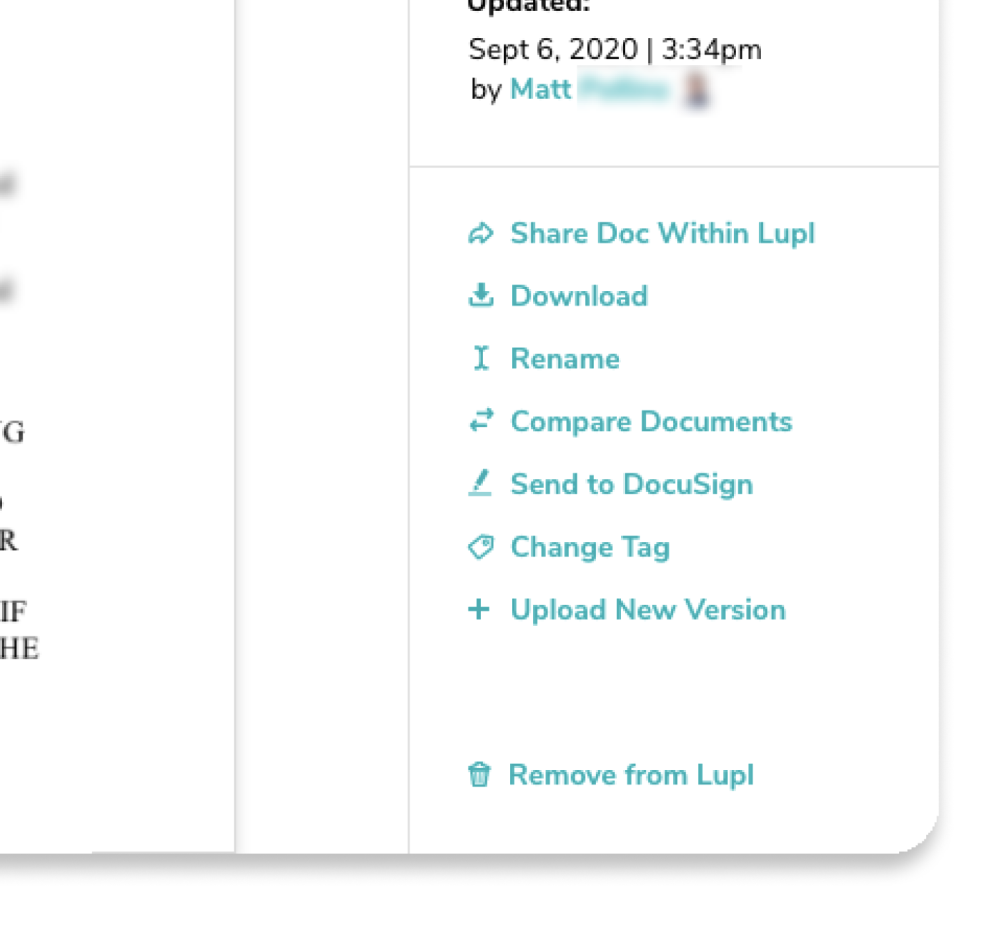 Updated:
Sept 6, 2020 | 3:34pm
by Matt
Share Doc Within Lupl
Download
Rename
Compare Documents
Send to DocuSign
Change Tag
Upload New Version
Remove from Lupl
G
R
IF
HE